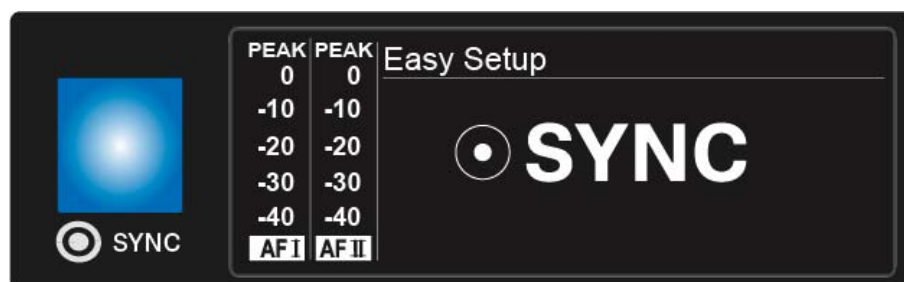 SYNC
PEAK PEAK
0 0
-10 -10
-20 -20
-30 -30
-40 -40
AF I AF II
Easy Setup
SYNC